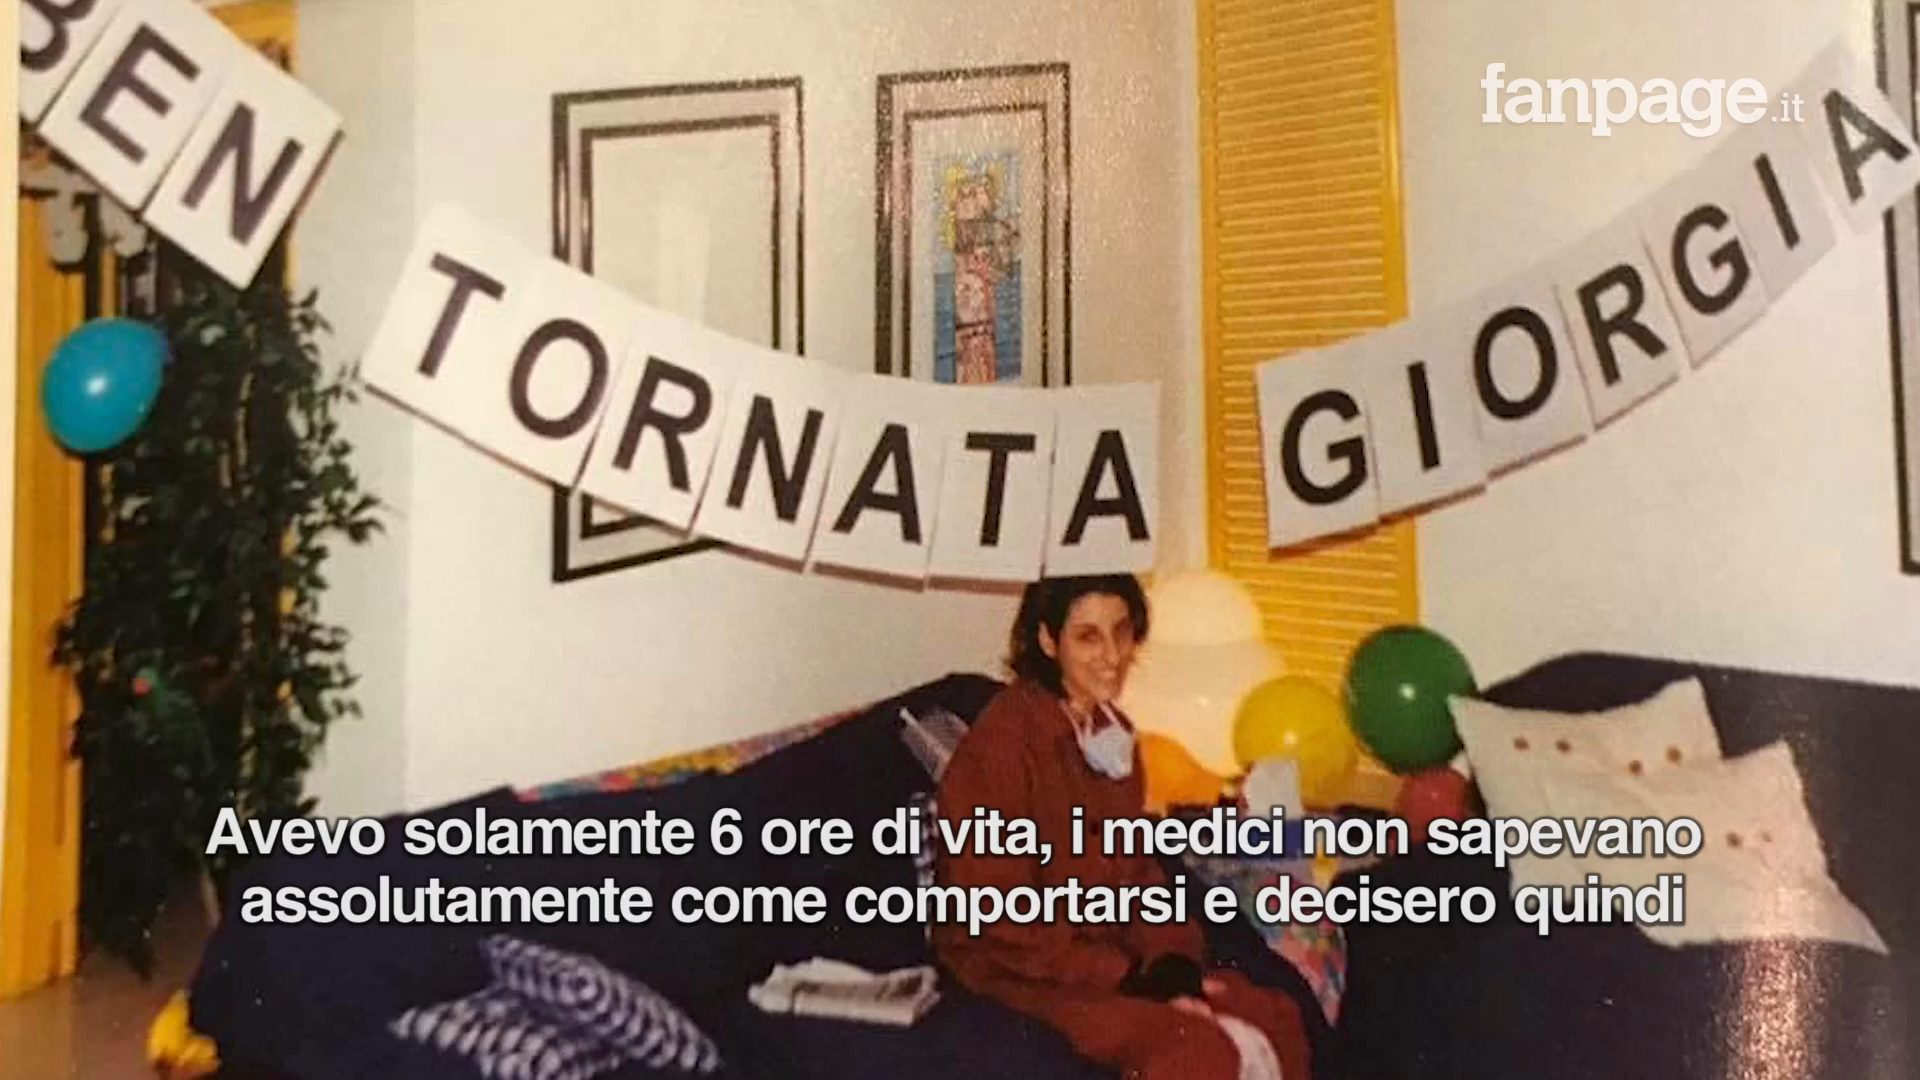 fanpage.it
BEN TORNATA GIORGIA
Avevo solamente 6 ore di vita, i medici non sapevano
assolutamente come comportarsi e decisero quindi